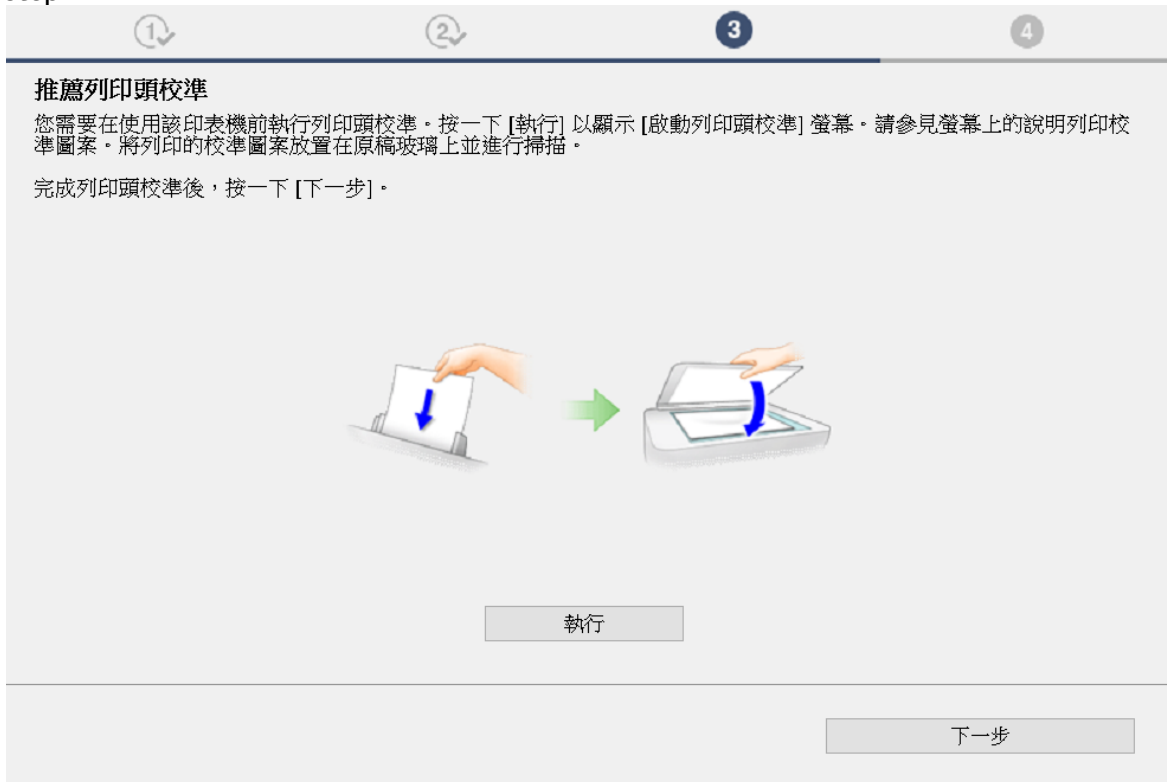 1 2 3 4
推薦列印頭校準
您需要在使用該印表機前執行列印頭校準。按一下 [執行] 以顯示 [啟動列印頭校準] 螢幕。請參見螢幕上的說明列印校
準圖案。將列印的校準圖案放置在原稿玻璃上並進行掃描。
完成列印頭校準後，按一下 [下一步]。
執行
下一步